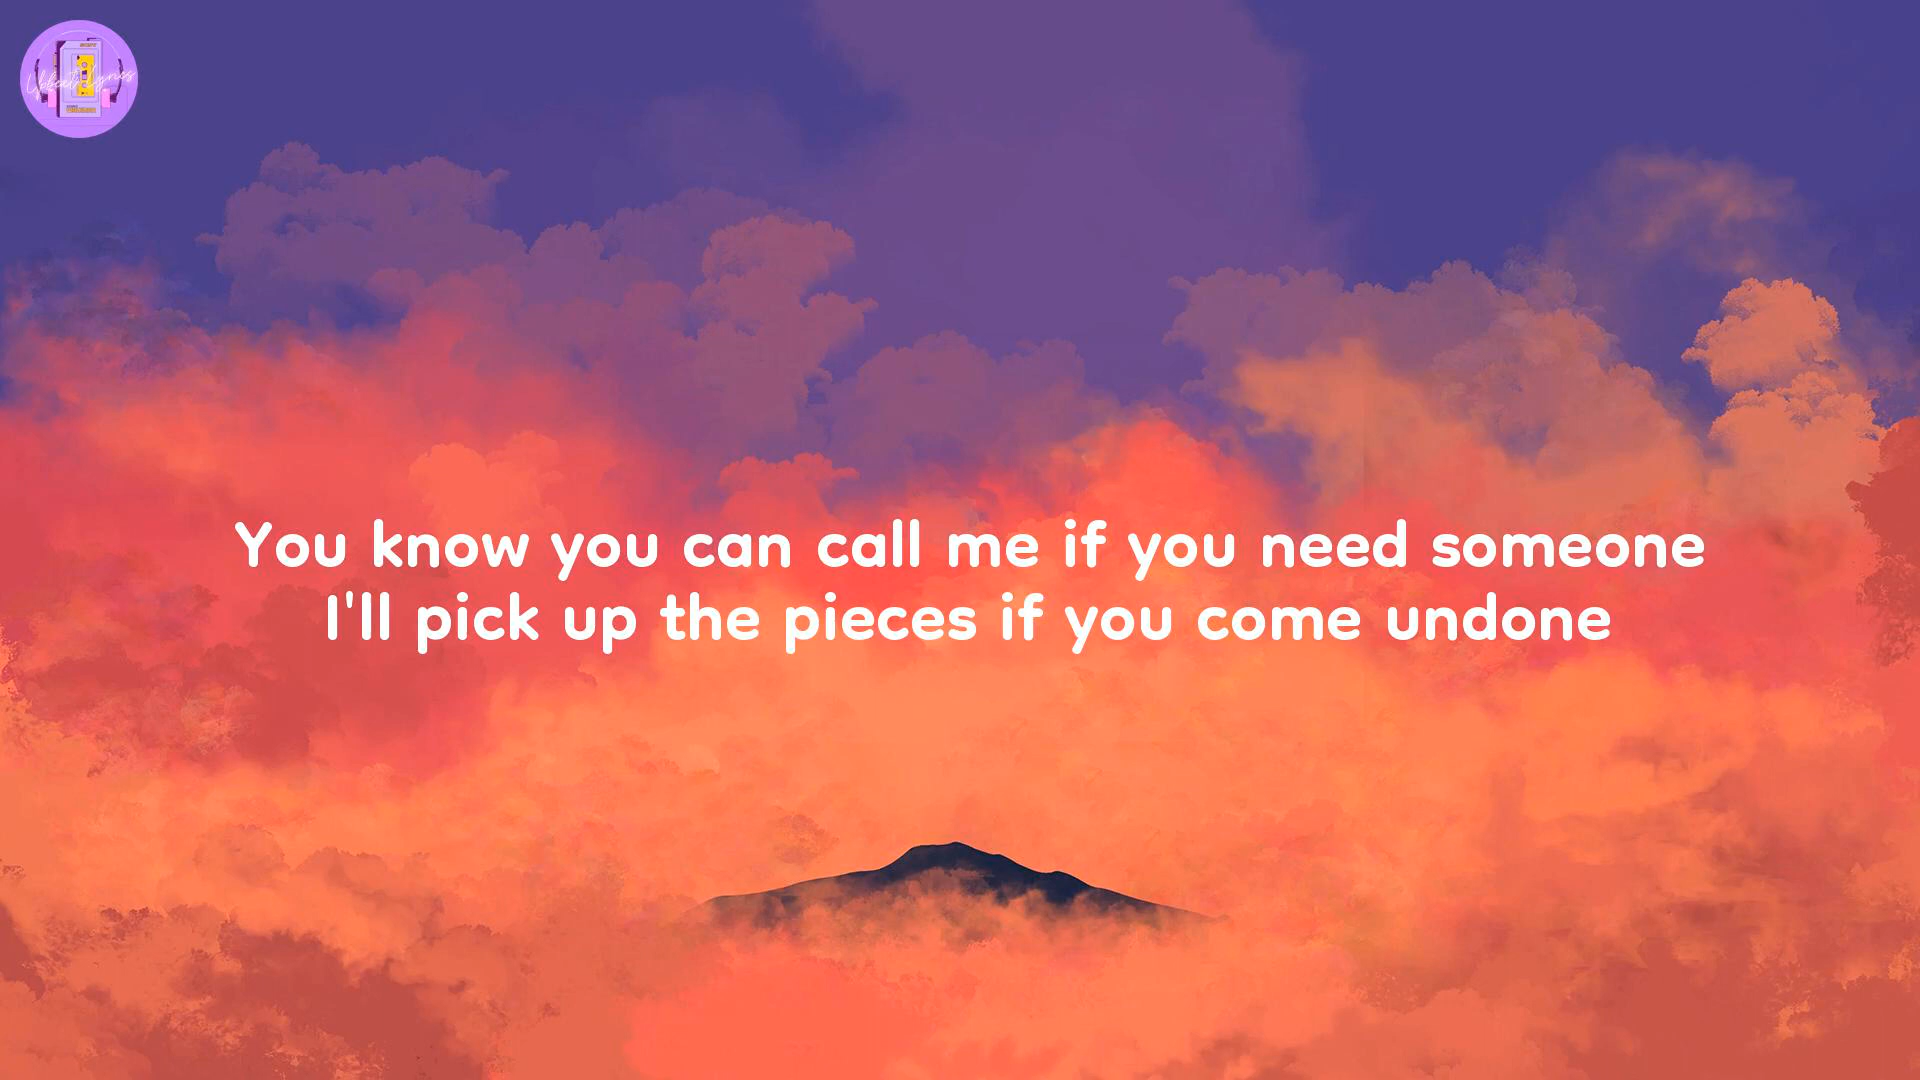 You know you can call me if you need someone
I'll pick up the pieces if you come undone